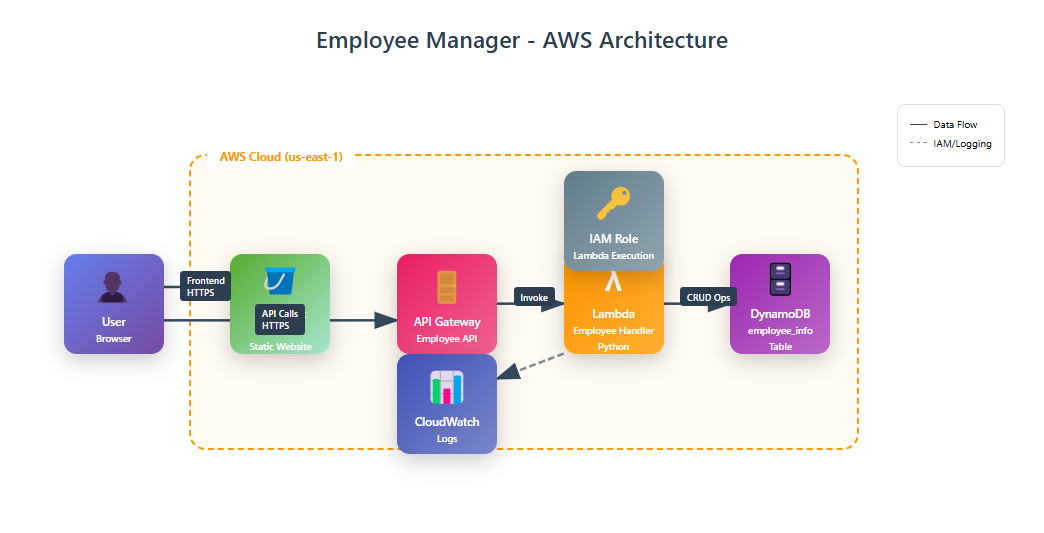 Employee Manager - AWS Architecture
Data Flow
IAM/Logging
AWS Cloud (us-east-1)
IAM Role
Lambda Execution
User
Browser
Frontend
HTTPS
API Calls
HTTPS
Static Website
API Gateway
Employee API
Invoke
λ
Lambda
Employee Handler
Python
CRUD Ops
DynamoDB
employee_info
Table
CloudWatch
Logs